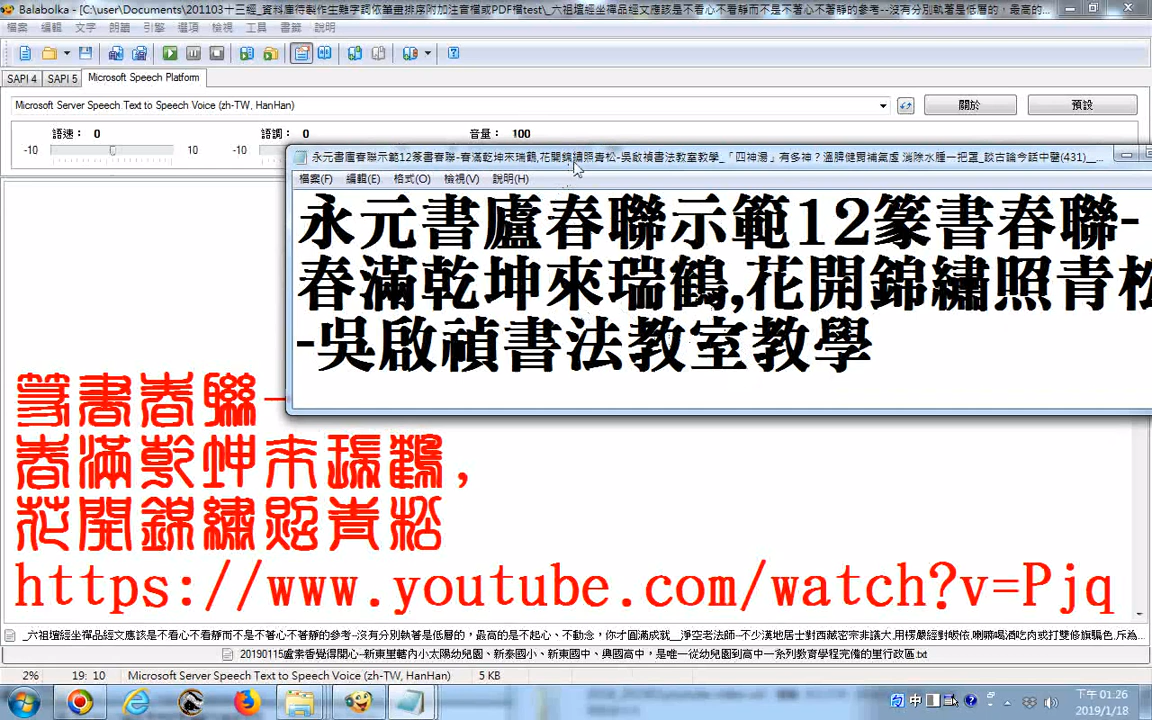 Balabolka - [C:\user\Documents\201103十三經_資料庫待製作生難字詞依筆畫排序附加注音檔或PDF檔test\_六祖壇經坐禪品經文應該是不看心不看靜而不是不著心不著靜的參考--沒有分別執著是低層的，最高的...
檔案 編輯 文字 朗讀 引擎 選項 檢視 工具 書籤 說明
SAPI 4 SAPI 5 Microsoft Speech Platform
Microsoft Server Speech Text to Speech Voice (zh-TW, HanHan) 關於 預設
語速： 0 語調： 0 音量： 100
-10 10 -10
永元書廬春聯示範12篆書春聯-春滿乾坤來瑞鶴,花開錦繡照青松-吳啟禎書法教室教學_「四神湯」有多神？溫脾健胃補氣虛 消除水腫一把罩_談古論今話中醫(431)__...
檔案(F) 編輯(E) 格式(O) 檢視(V) 說明(H)
永元書廬春聯示範12篆書春聯-
春滿乾坤來瑞鶴,花開錦繡照青松
-吳啟禎書法教室教學
篆書春聯-
春滿乾坤來瑞鶴,
花開錦繡照青松
https://www.youtube.com/watch?v=Pjq
_六祖壇經坐禪品經文應該是不看心不看靜而不是不著心不著靜的參考--沒有分別執著是低層的，最高的是不起心、不動念，你才圓滿成就__淨空老法師--不少漢地居士對西藏密宗非議大,用楞嚴經對皈依,喇嘛喝酒吃肉或打雙修旗騙色,斥為...
20190115盧素香覺得開心--新東里轄內小太陽幼兒園、新泰國小、新東國中、典國高中，是唯一從幼兒園到高中一系列教育學程完備的里行政區.txt
2% 19: 10 Microsoft Server Speech Text to Speech Voice (zh-TW, HanHan) 5 KB
中 下午 01:26
2019/1/18